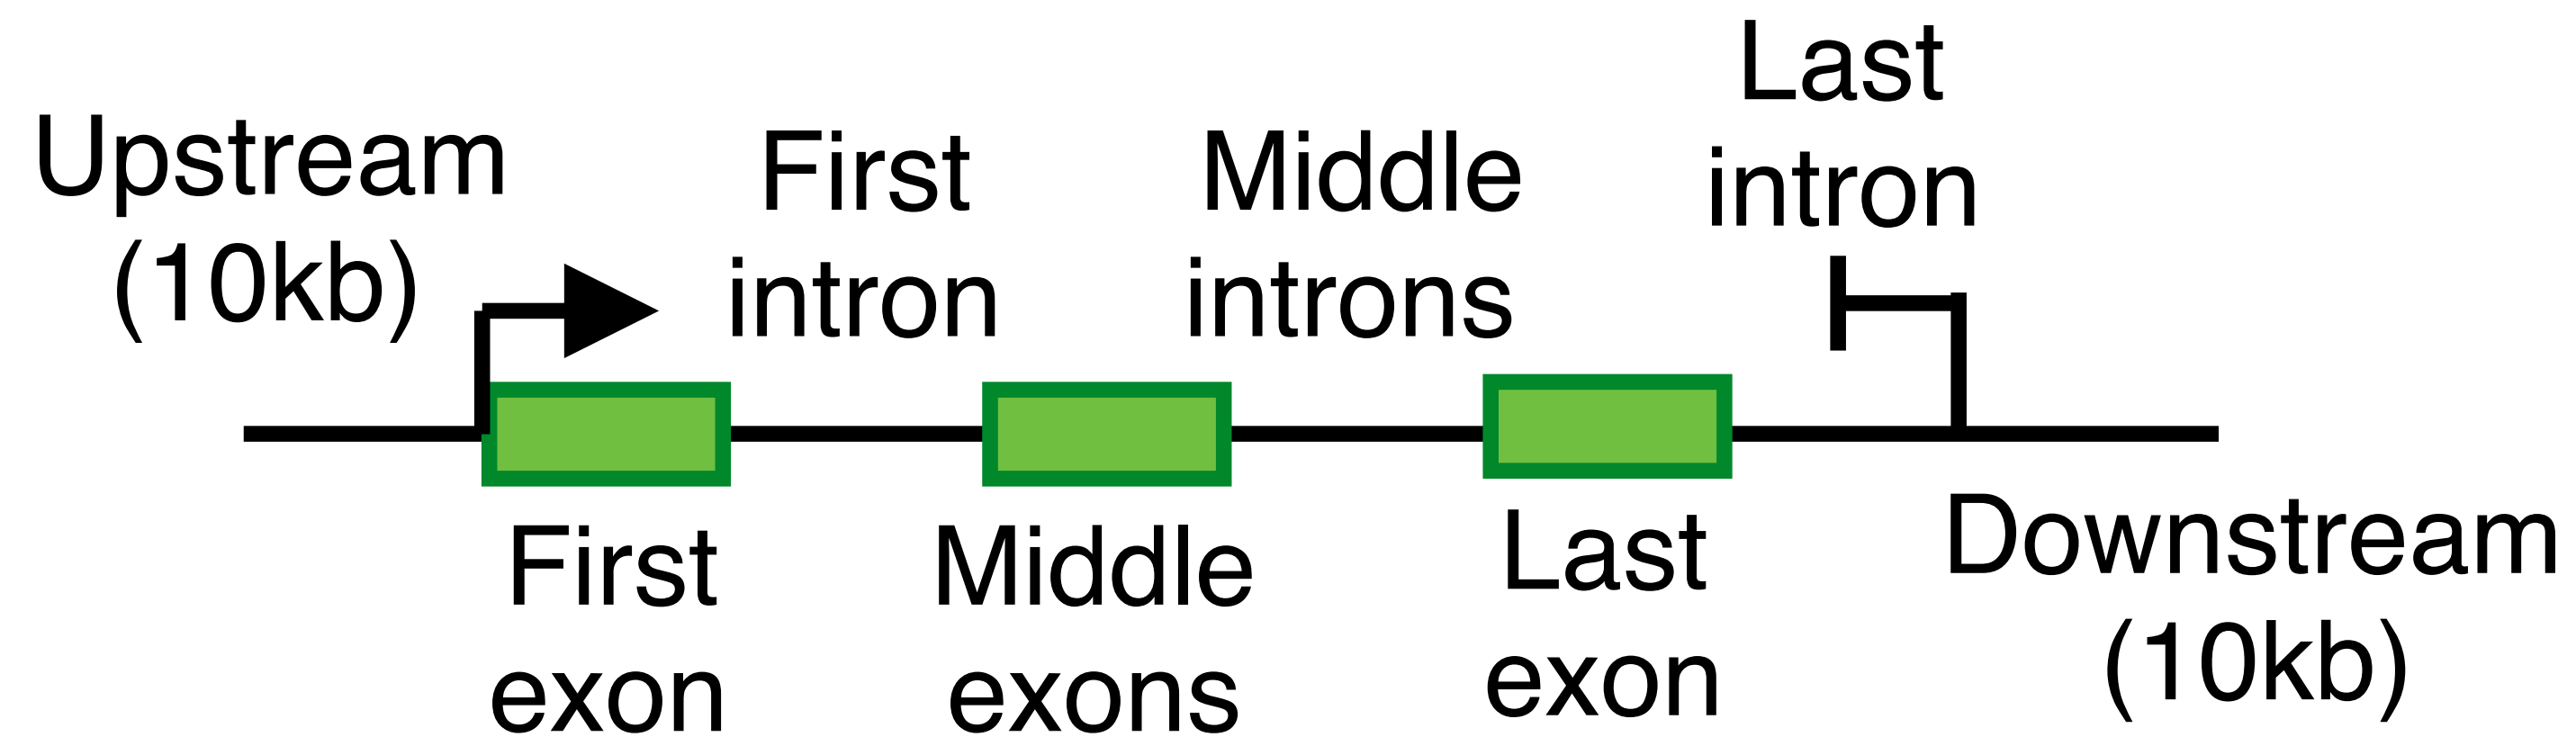 Upstream
(10kb)
First
intron
Middle
introns
Last
intron
First
exon
Middle
exons
Last
exon
Downstream
(10kb)